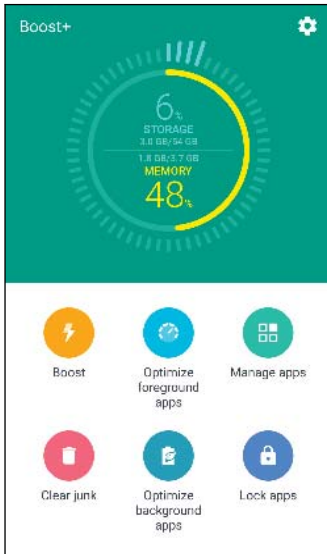 Boost+
6%
STORAGE
3.0 GB/54 GB
1.8 GB/3.7 GB
MEMORY
48%
Boost
Optimize
foreground
apps
Manage apps
Clear junk
Optimize
background
apps
Lock apps